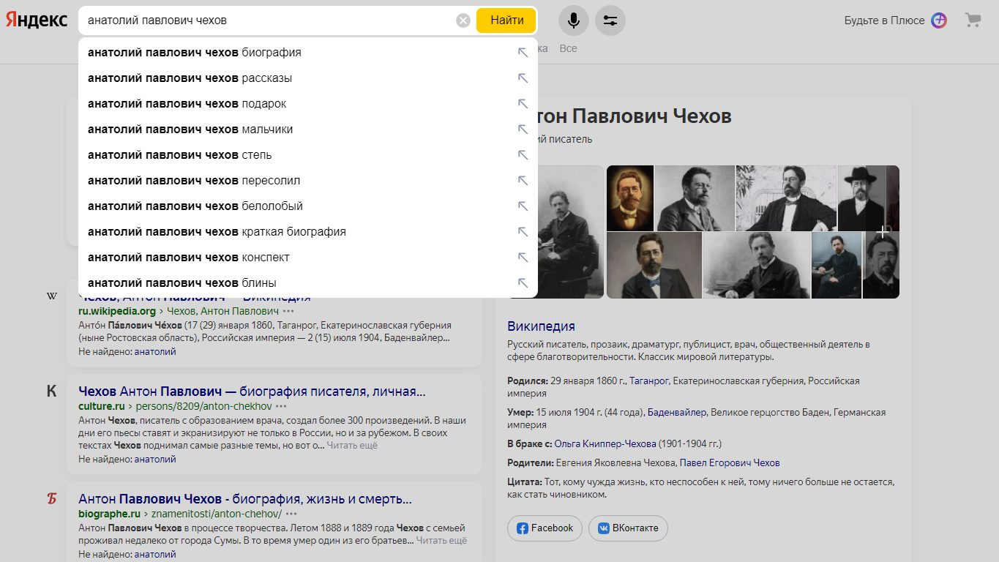 Яндекс
анатолий павлович чехов
Найти
Будьте в Плюсе
Все
анатолий павлович чехов биография
анатолий павлович чехов рассказы
анатолий павлович чехов подарок
анатолий павлович чехов мальчики
анатолий павлович чехов степь
анатолий павлович чехов пересолил
анатолий павлович чехов белолобый
анатолий павлович чехов краткая биография
анатолий павлович чехов конспект
анатолий павлович чехов блины
W
Чехов, Антон Павлович — Википедия
ru.wikipedia.org › Чехов, Антон Павлович •••
Анто́н Па́влович Че́хов (17 (29) января 1860, Таганрог, Екатеринославская губерния
(ныне Ростовская область), Российская империя — 2 (15) июля 1904, Баденвайлер...
Не найдено: анатолий
К
Чехов Антон Павлович — биография писателя, личная...
culture.ru › persons/8209/anton-chekhov •••
Антон Чехов, писатель с образованием врача, создал более 300 произведений. В наши
дни его пьесы ставят и экранизируют не только в России, но и за рубежом. В своих
текстах Чехов поднимал самые разные темы, но вот о... Читать ещё
Не найдено: анатолий
Б
Антон Павлович Чехов - биография, жизнь и смерть...
biographe.ru › znamenitosti/anton-chehov/ •••
Антон Павлович Чехов в процессе творчества. Летом 1888 и 1889 года Чехов с семьей
проживал недалеко от города Сумы. В то время умер один из его братьев... Читать ещё
Не найдено: анатолий
тон Павлович Чехов
ий писатель
Википедия
Русский писатель, прозаик, драматург, публицист, врач, общественный деятель в
сфере благотворительности. Классик мировой литературы.
Родился: 29 января 1860 г., Таганрог, Екатеринославская губерния, Российская
империя
Умер: 15 июля 1904 г. (44 года), Баденвайлер, Великое герцогство Баден, Германская
империя
В браке с: Ольга Книппер-Чехова (1901-1904 гг.)
Родители: Евгения Яковлевна Чехова, Павел Егорович Чехов
Цитата: Тот, кому чужда жизнь, кто неспособен к ней, тому ничего больше не остается,
как стать чиновником.
Facebook
ВКонтакте